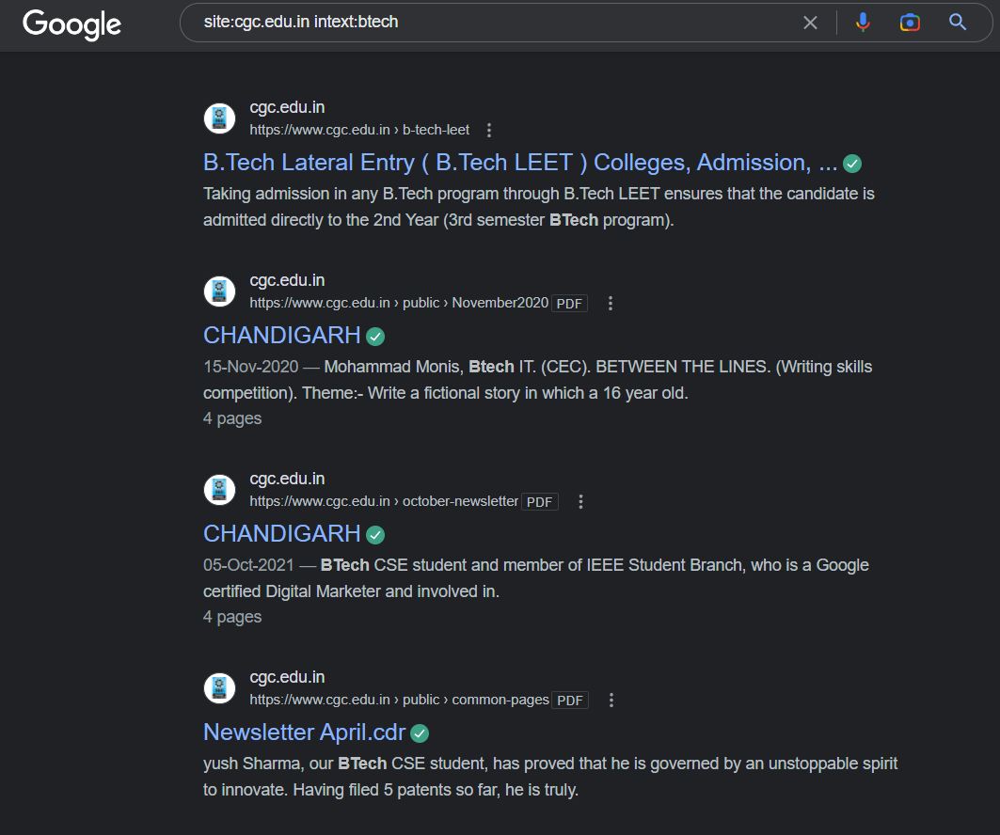 Google
site:cgc.edu.in intext:btech
cgc.edu.in
https://www.cgc.edu.in › b-tech-leet
B.Tech Lateral Entry ( B.Tech LEET ) Colleges, Admission, ...
Taking admission in any B.Tech program through B.Tech LEET ensures that the candidate is
admitted directly to the 2nd Year (3rd semester BTech program).
cgc.edu.in
https://www.cgc.edu.in › public › November2020 PDF
CHANDIGARH
15-Nov-2020 — Mohammad Monis, Btech IT. (CEC). BETWEEN THE LINES. (Writing skills
competition). Theme:- Write a fictional story in which a 16 year old.
4 pages
cgc.edu.in
https://www.cgc.edu.in › october-newsletter PDF
CHANDIGARH
05-Oct-2021 — BTech CSE student and member of IEEE Student Branch, who is a Google
certified Digital Marketer and involved in.
4 pages
cgc.edu.in
https://www.cgc.edu.in › public › common-pages PDF
Newsletter April.cdr
yush Sharma, our BTech CSE student, has proved that he is governed by an unstoppable spirit
to innovate. Having filed 5 patents so far, he is truly.